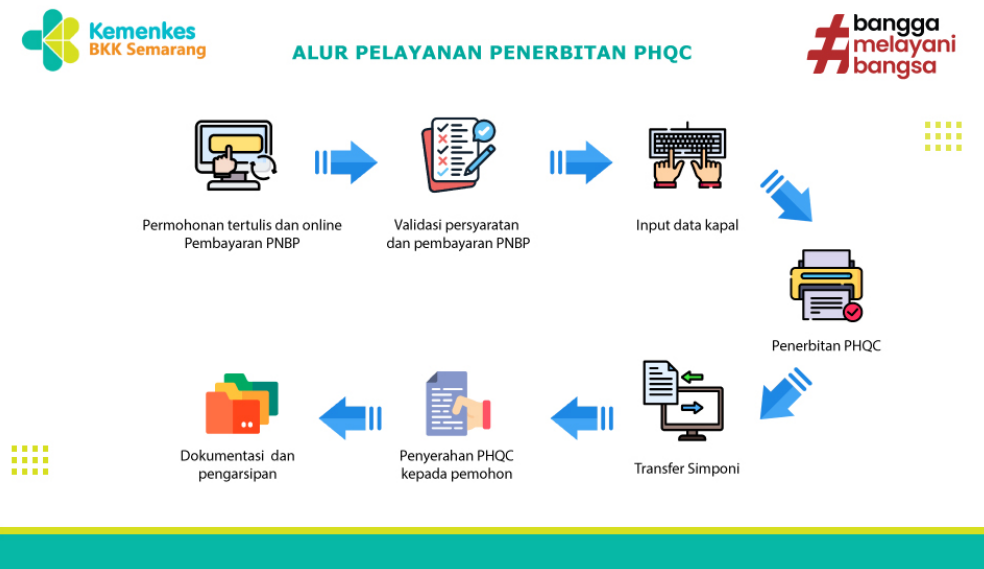 Kemenkes
BKK Semarang
ALUR PELAYANAN PENERBITAN PHQC
#bangga
melayani
bangsa
Permohonan tertulis dan online
Pembayaran PNBP
Validasi persyaratan
dan pembayaran PNBP
Input data kapal
Penerbitan PHQC
Transfer Simponi
Penyerahan PHQC
kepada pemohon
Dokumentasi dan
pengarsipan